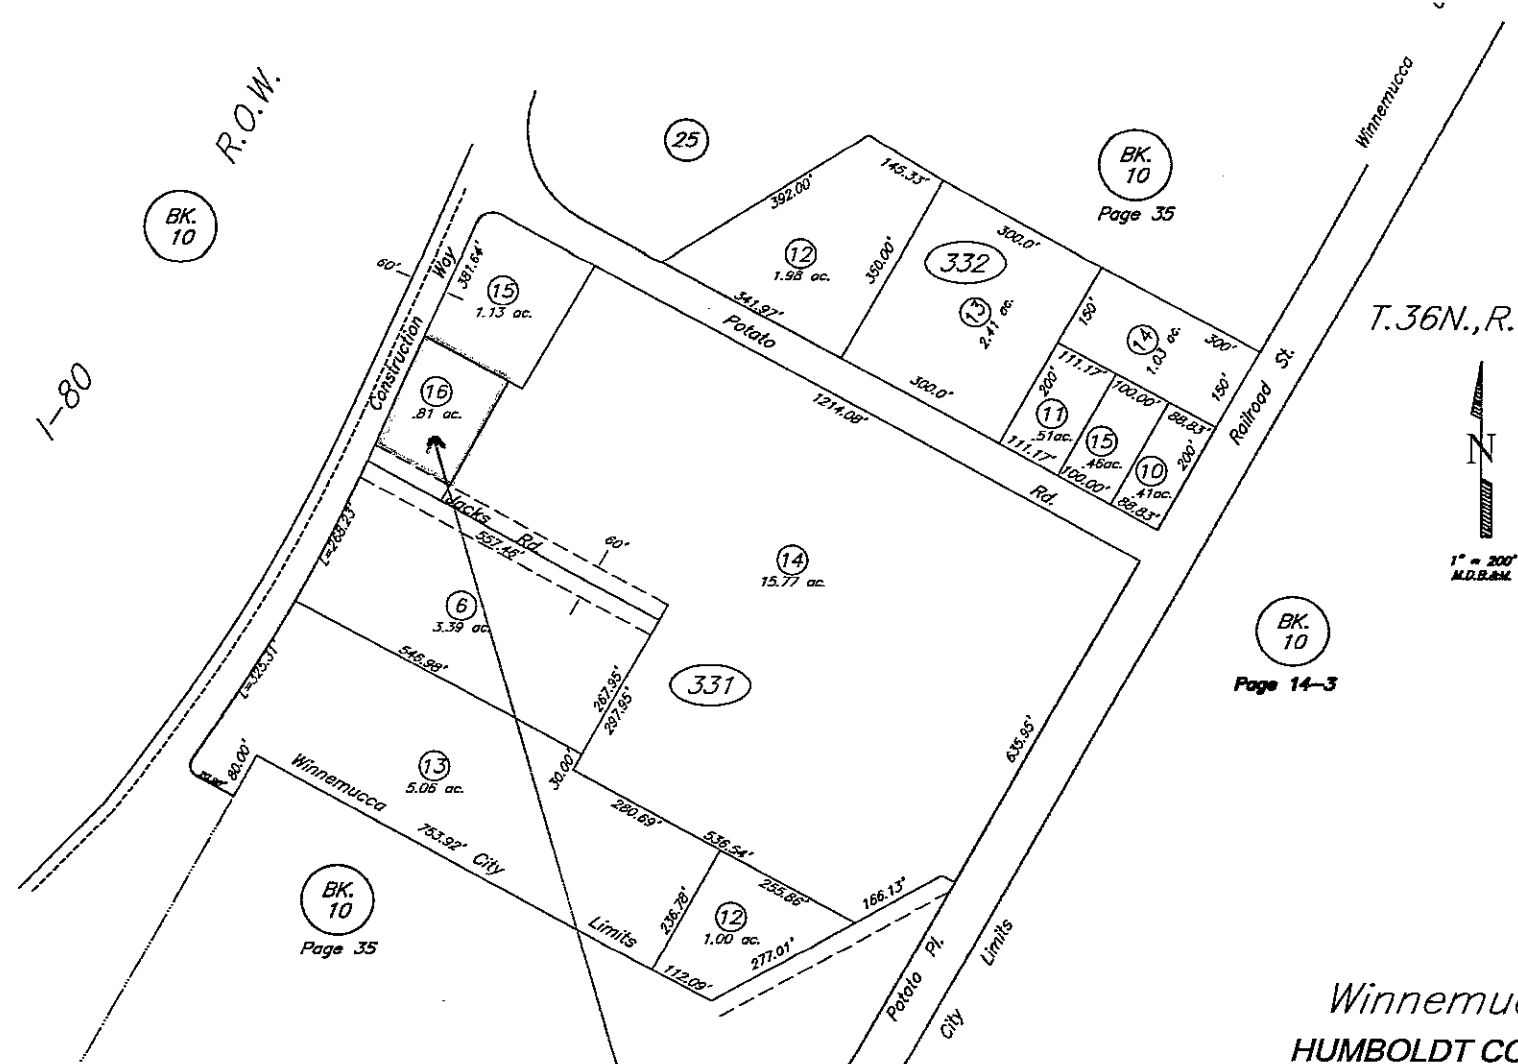 R.O.W.
Winnemucca
25
BK.
10
Page 35
145.33'
392.00'
BK.
10
12
1.98 ac.
350.00'
332
300.0'
Way
381.64'
60'
15
1.13 ac.
341.97'
Potato
13
2.41 ac.
150'
14
1.03 ac.
300'
T.36N.,R.
Construction
16
.81 ac.
1214.08'
300.0'
111.17'
200'
100.00'
150'
Railroad St.
I-80
11
.51ac.
88.83'
15
.46ac.
200'
10
.41ac.
111.17'
100.00'
88.83'
Rd.
N
1" = 200'
M.D.B.&M.
Jacks Rd
557.46'
60'
L=268.23'
14
15.77 ac.
6
3.39 ac.
BK.
10
Page 14-3
546.98'
L=325.31'
267.95'
297.95'
331
80.00'
Winnemucca
13
5.06 ac.
30.00'
635.95'
753.92'
City
280.69'
536.54'
255.86'
166.13'
BK.
10
Page 35
Limits
236.78'
12
1.00 ac.
277.01'
112.09'
Potato Pl.
Limits
City
Winnemuc
HUMBOLDT CO